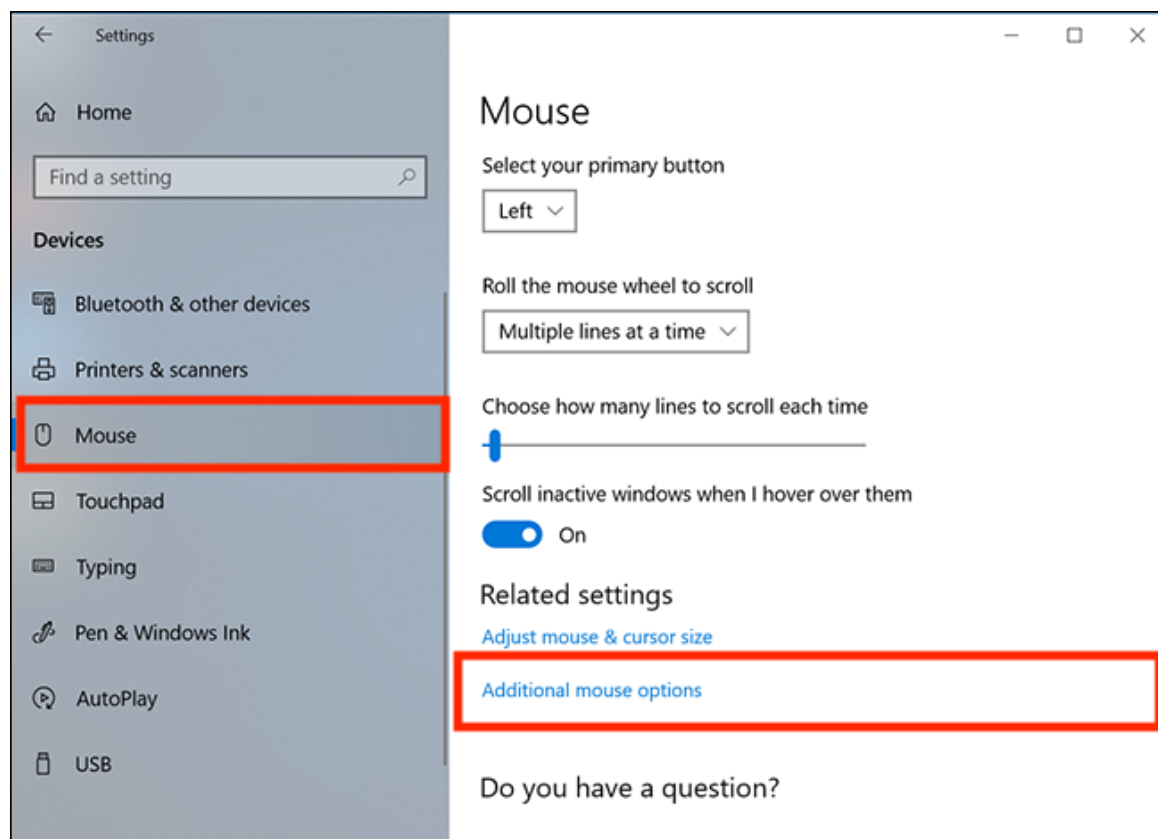 Settings
Home
Find a setting
Devices
Bluetooth & other devices
Printers & scanners
Mouse
Touchpad
Typing
Pen & Windows Ink
AutoPlay
USB
Mouse
Select your primary button
Left
Roll the mouse wheel to scroll
Multiple lines at a time
Choose how many lines to scroll each time
Scroll inactive windows when I hover over them
On
Related settings
Adjust mouse & cursor size
Additional mouse options
Do you have a question?